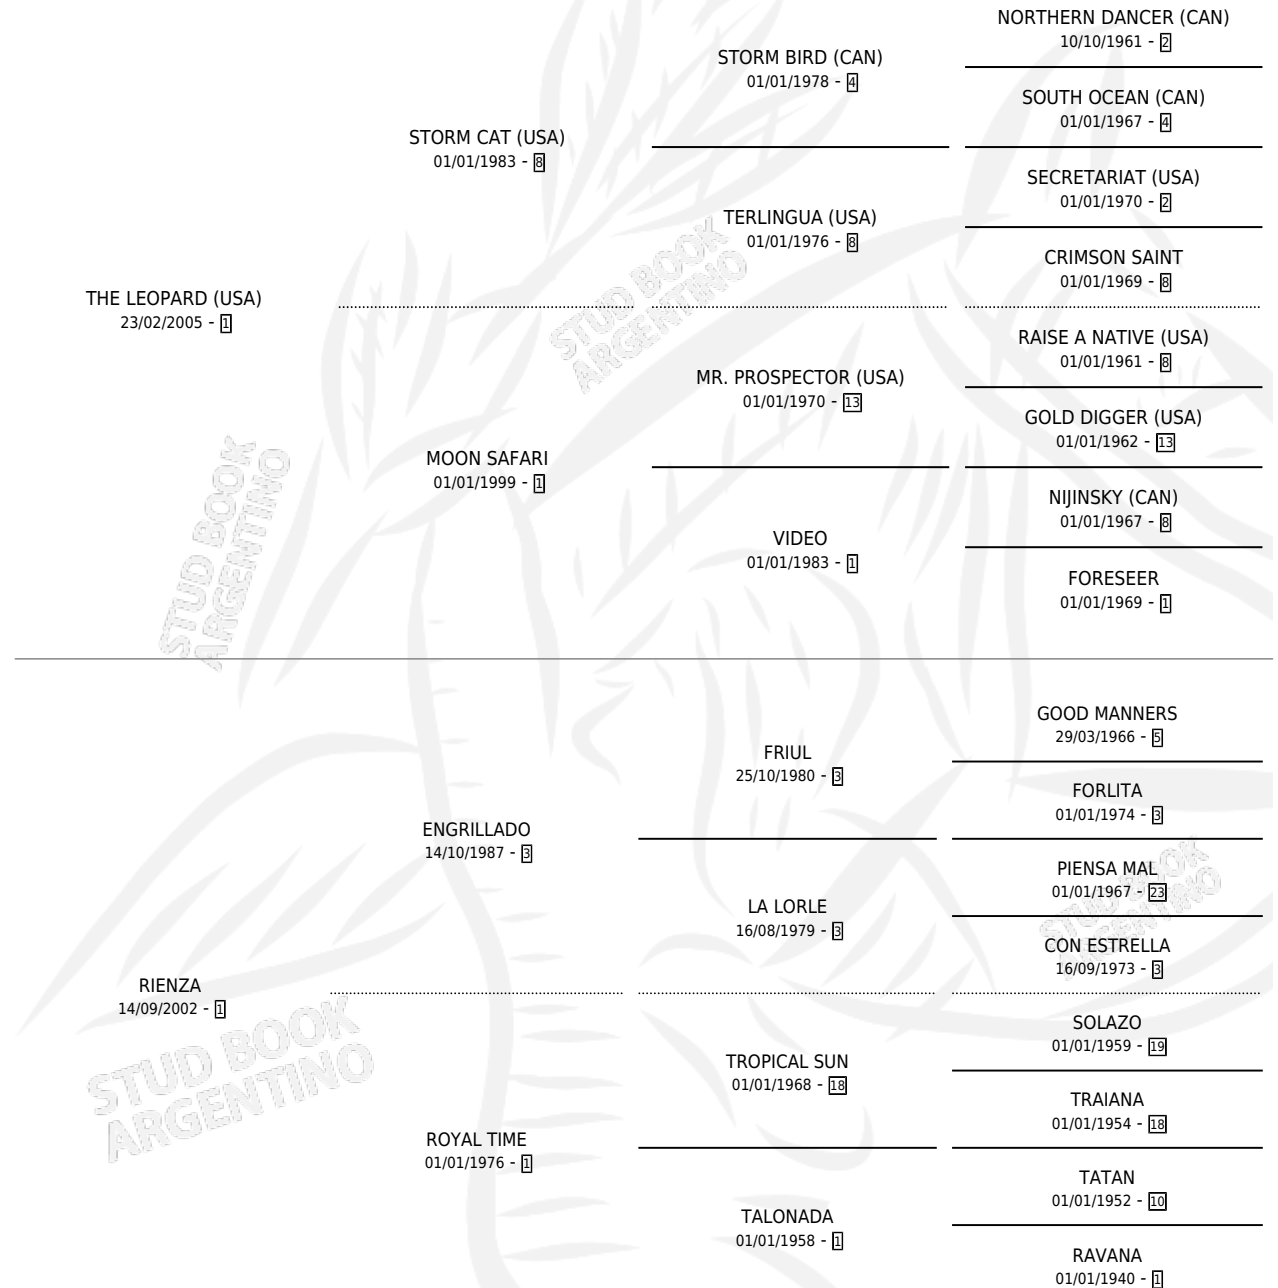 NORTHERN DANCER (CAN)
10/10/1961 - 2
STORM BIRD (CAN)
01/01/1978 - 4
SOUTH OCEAN (CAN)
01/01/1967 - 4
STORM CAT (USA)
01/01/1983 - 8
SECRETARIAT (USA)
01/01/1970 - 2
TERLINGUA (USA)
01/01/1976 - 8
CRIMSON SAINT
01/01/1969 - 8
THE LEOPARD (USA)
23/02/2005 - 1
STUD BOOK
ARGENTINO
RAISE A NATIVE (USA)
01/01/1961 - 8
MR. PROSPECTOR (USA)
01/01/1970 - 13
GOLD DIGGER (USA)
01/01/1962 - 13
MOON SAFARI
01/01/1999 - 1
NIJINSKY (CAN)
01/01/1967 - 8
VIDEO
01/01/1983 - 1
FORESEER
01/01/1969 - 1
STUD BOOK
ARGENTINO
GOOD MANNERS
29/03/1966 - 5
FRIUL
25/10/1980 - 3
FORLITA
01/01/1974 - 3
ENGRILLADO
14/10/1987 - 3
PIENSA MAL
01/01/1967 - 23
LA LORLE
16/08/1979 - 3
CON ESTRELLA
16/09/1973 - 3
STUD BOOK
ARGENTINO
RIENZA
14/09/2002 - 1
SOLAZO
01/01/1959 - 19
TROPICAL SUN
01/01/1968 - 18
TRAIANA
01/01/1954 - 18
STUD BOOK
ARGENTINO
ROYAL TIME
01/01/1976 - 1
TATAN
01/01/1952 - 10
TALONADA
01/01/1958 - 1
RAVANA
01/01/1940 - 1